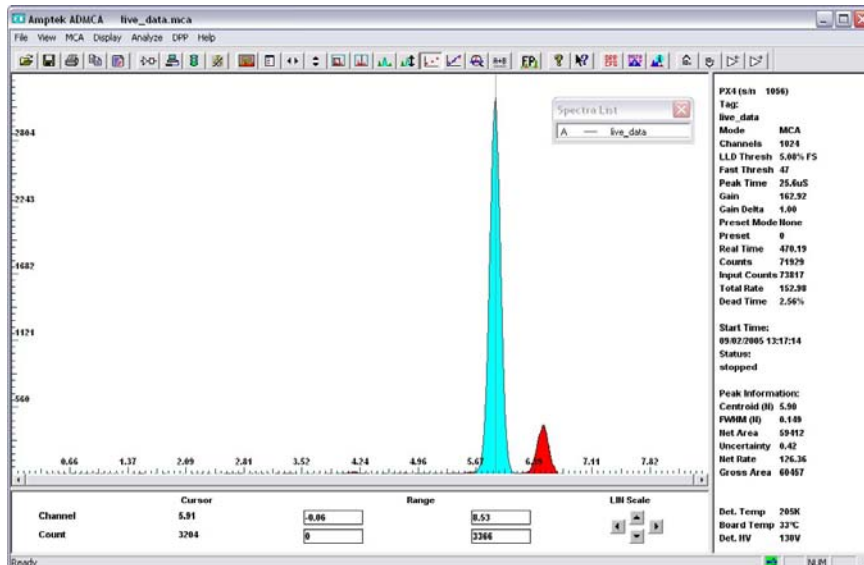 Amptek ADMCA live_data.mca
File View MCA Display Analyze DPP Help
Spectra List
A — live_data
2804
2243
1682
1121
560
0.66 1.37 2.09 2.81 3.52 4.24 4.96 5.67 7.11 7.82
Cursor Range LIN Scale
Channel 5.91 -0.06 8.53
Count 3204 0 3366
PX4 (s/n 1056)
Tag:
live_data
Mode MCA
Channels 1024
LLD Thresh 5.08% FS
Fast Thresh 47
Peak Time 25.6uS
Gain 162.92
Gain Delta 1.00
Preset Mode None
Preset 0
Real Time 470.19
Counts 71929
Input Counts 73817
Total Rate 152.98
Dead Time 2.56%
Start Time:
09/02/2005 13:17:14
Status:
stopped
Peak Information:
Centroid (N) 5.90
FWHM (N) 0.149
Net Area 59412
Uncertainty 0.42
Net Rate 126.36
Gross Area 60457
Det. Temp 205K
Board Temp 33°C
Det. HV 130V
Ready NUM